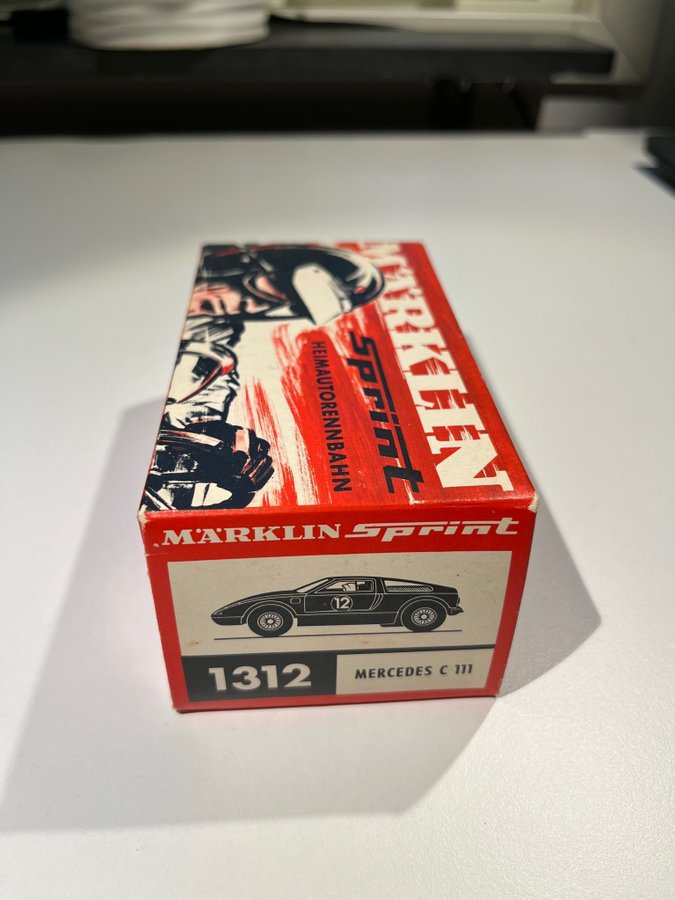 MÄRKLIN
Sprint
HEIMAUTORENNBAHN
MÄRKLIN Sprint
12
1312
MERCEDES C 111